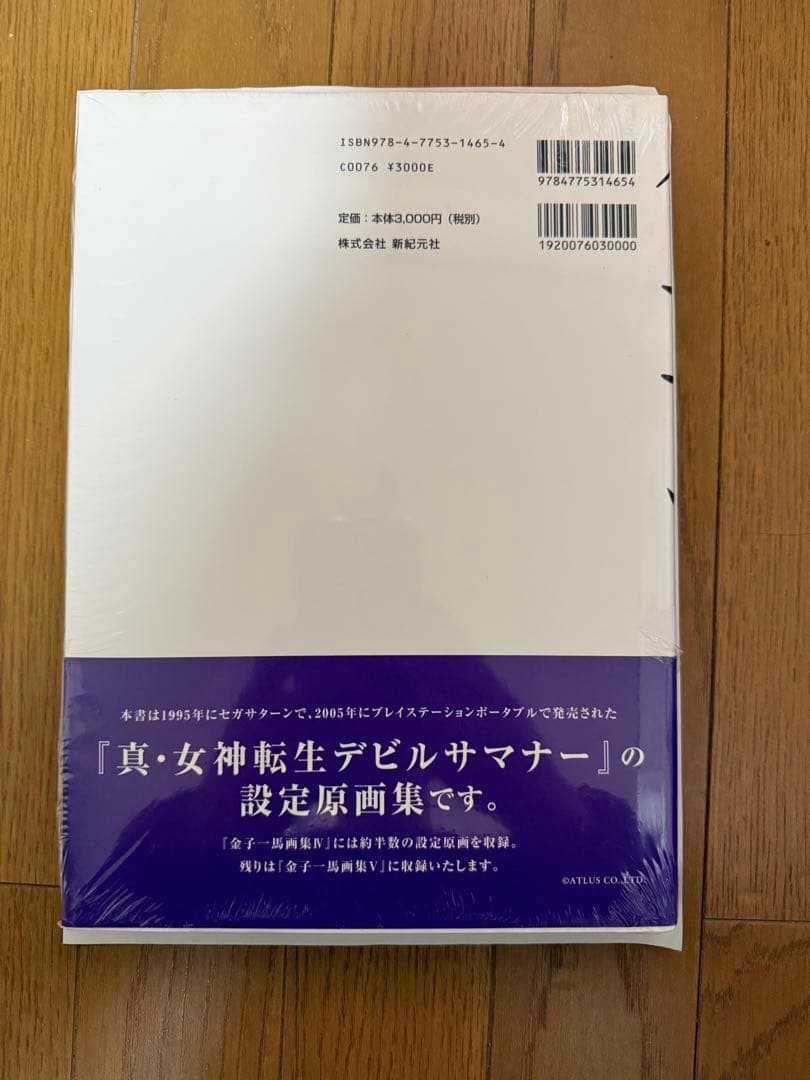 ISBN978-4-7753-1465-4
C0076 ¥3000E
9784775314654
定価：本体3,000円（税別）
株式会社 新紀元社
1920076030000
本書は1995年にセガサターンで、2005年にプレイステーションポータブルで発売された
『真・女神転生デビルサマナー』の
設定原画集です。
『金子一馬画集Ⅳ』には約半数の設定原画を収録。
残りは『金子一馬画集Ⅴ』に収録いたします。
©ATLUS CO.,LTD.